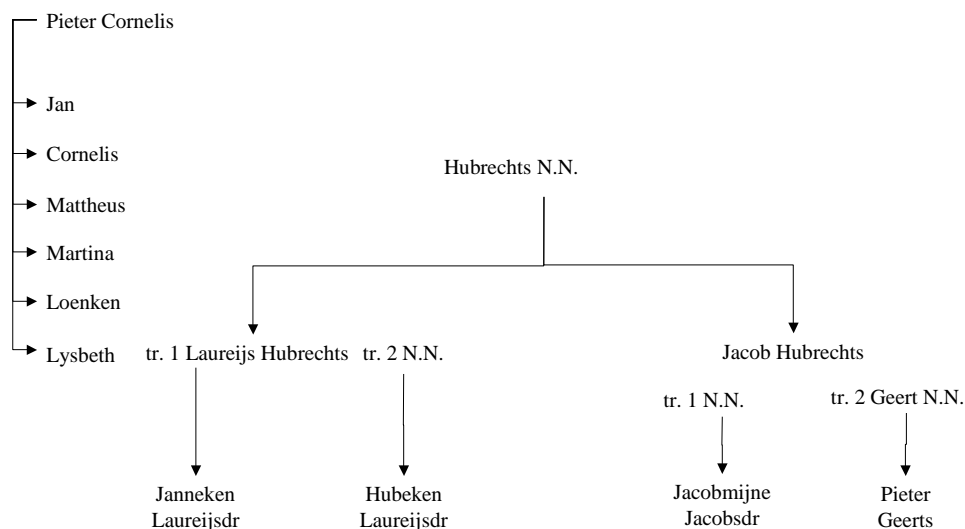 Pieter Cornelis
Jan
Cornelis
Hubrechts N.N.
Mattheus
Martina
Loenken
Lysbeth tr. 1 Laureijs Hubrechts tr. 2 N.N. Jacob Hubrechts
tr. 1 N.N. tr. 2 Geert N.N.
Janneken Hubeken Jacobmijne Pieter
Laureijsdr Laureijsdr Jacobsdr Geerts